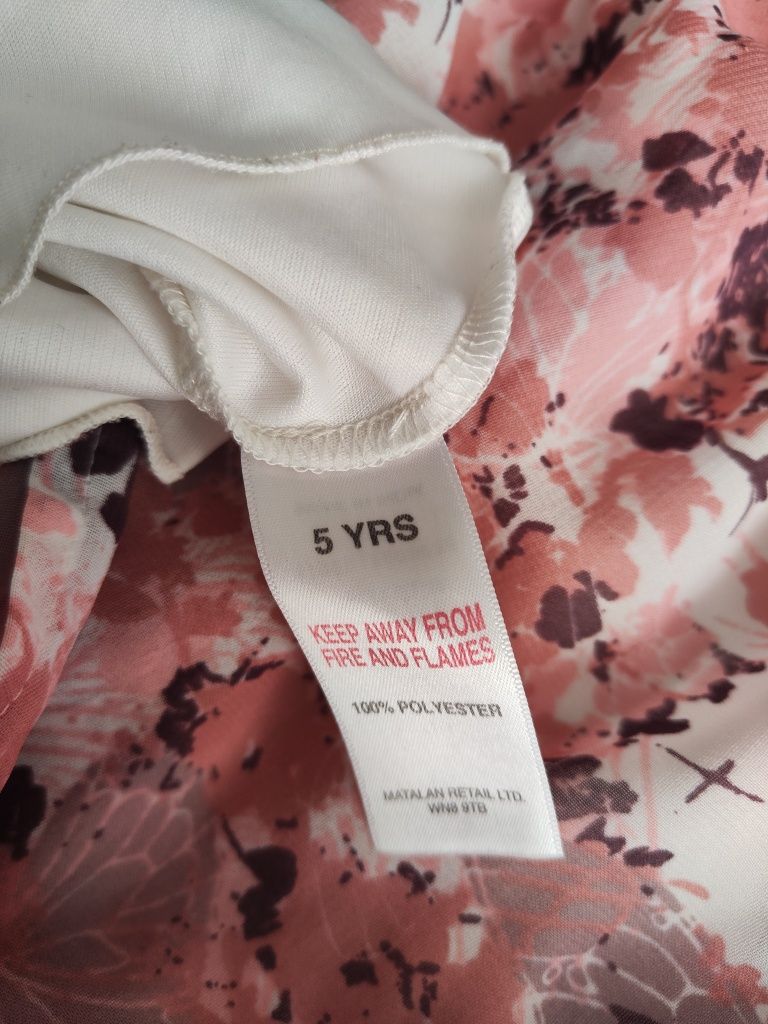 5 YRS
KEEP AWAY FROM
FIRE AND FLAMES
100% POLYESTER
MATALAN RETAIL LTD.
WN8 9TB